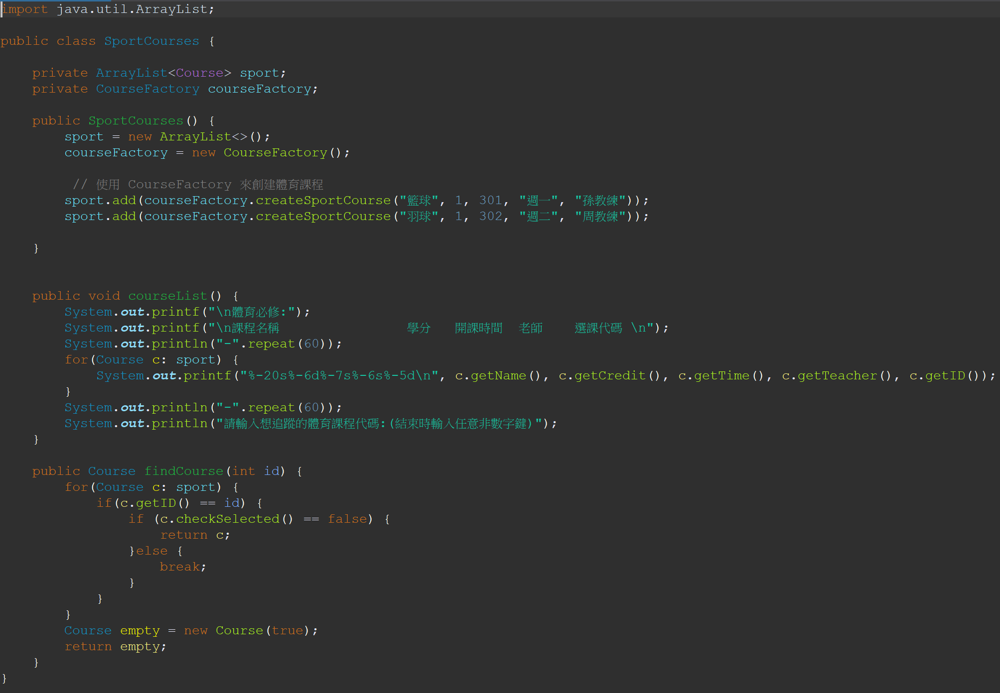 import java.util.ArrayList;
public class SportCourses {
private ArrayList<Course> sport;
private CourseFactory courseFactory;
public SportCourses() {
sport = new ArrayList<>();
courseFactory = new CourseFactory();
// 使用 CourseFactory 來創建體育課程
sport.add(courseFactory.createSportCourse("籃球", 1, 301, "週一", "孫教練"));
sport.add(courseFactory.createSportCourse("羽球", 1, 302, "週二", "周教練"));
}
public void courseList() {
System.out.printf("\n體育必修:");
System.out.printf("\n課程名稱                学分   開課時間  老師    選課代碼 \n");
System.out.println("-".repeat(60));
for(Course c: sport) {
System.out.printf("%-20s%-6d%-7s%-6s%-5d\n", c.getName(), c.getCredit(), c.getTime(), c.getTeacher(), c.getID());
}
System.out.println("-".repeat(60));
System.out.println("請輸入想追蹤的體育課程代碼:(結束時輸入任意非數字鍵)");
}
public Course findCourse(int id) {
for(Course c: sport) {
if(c.getID() == id) {
if (c.checkSelected() == false) {
return c;
}else {
break;
}
}
}
Course empty = new Course(true);
return empty;
}
}